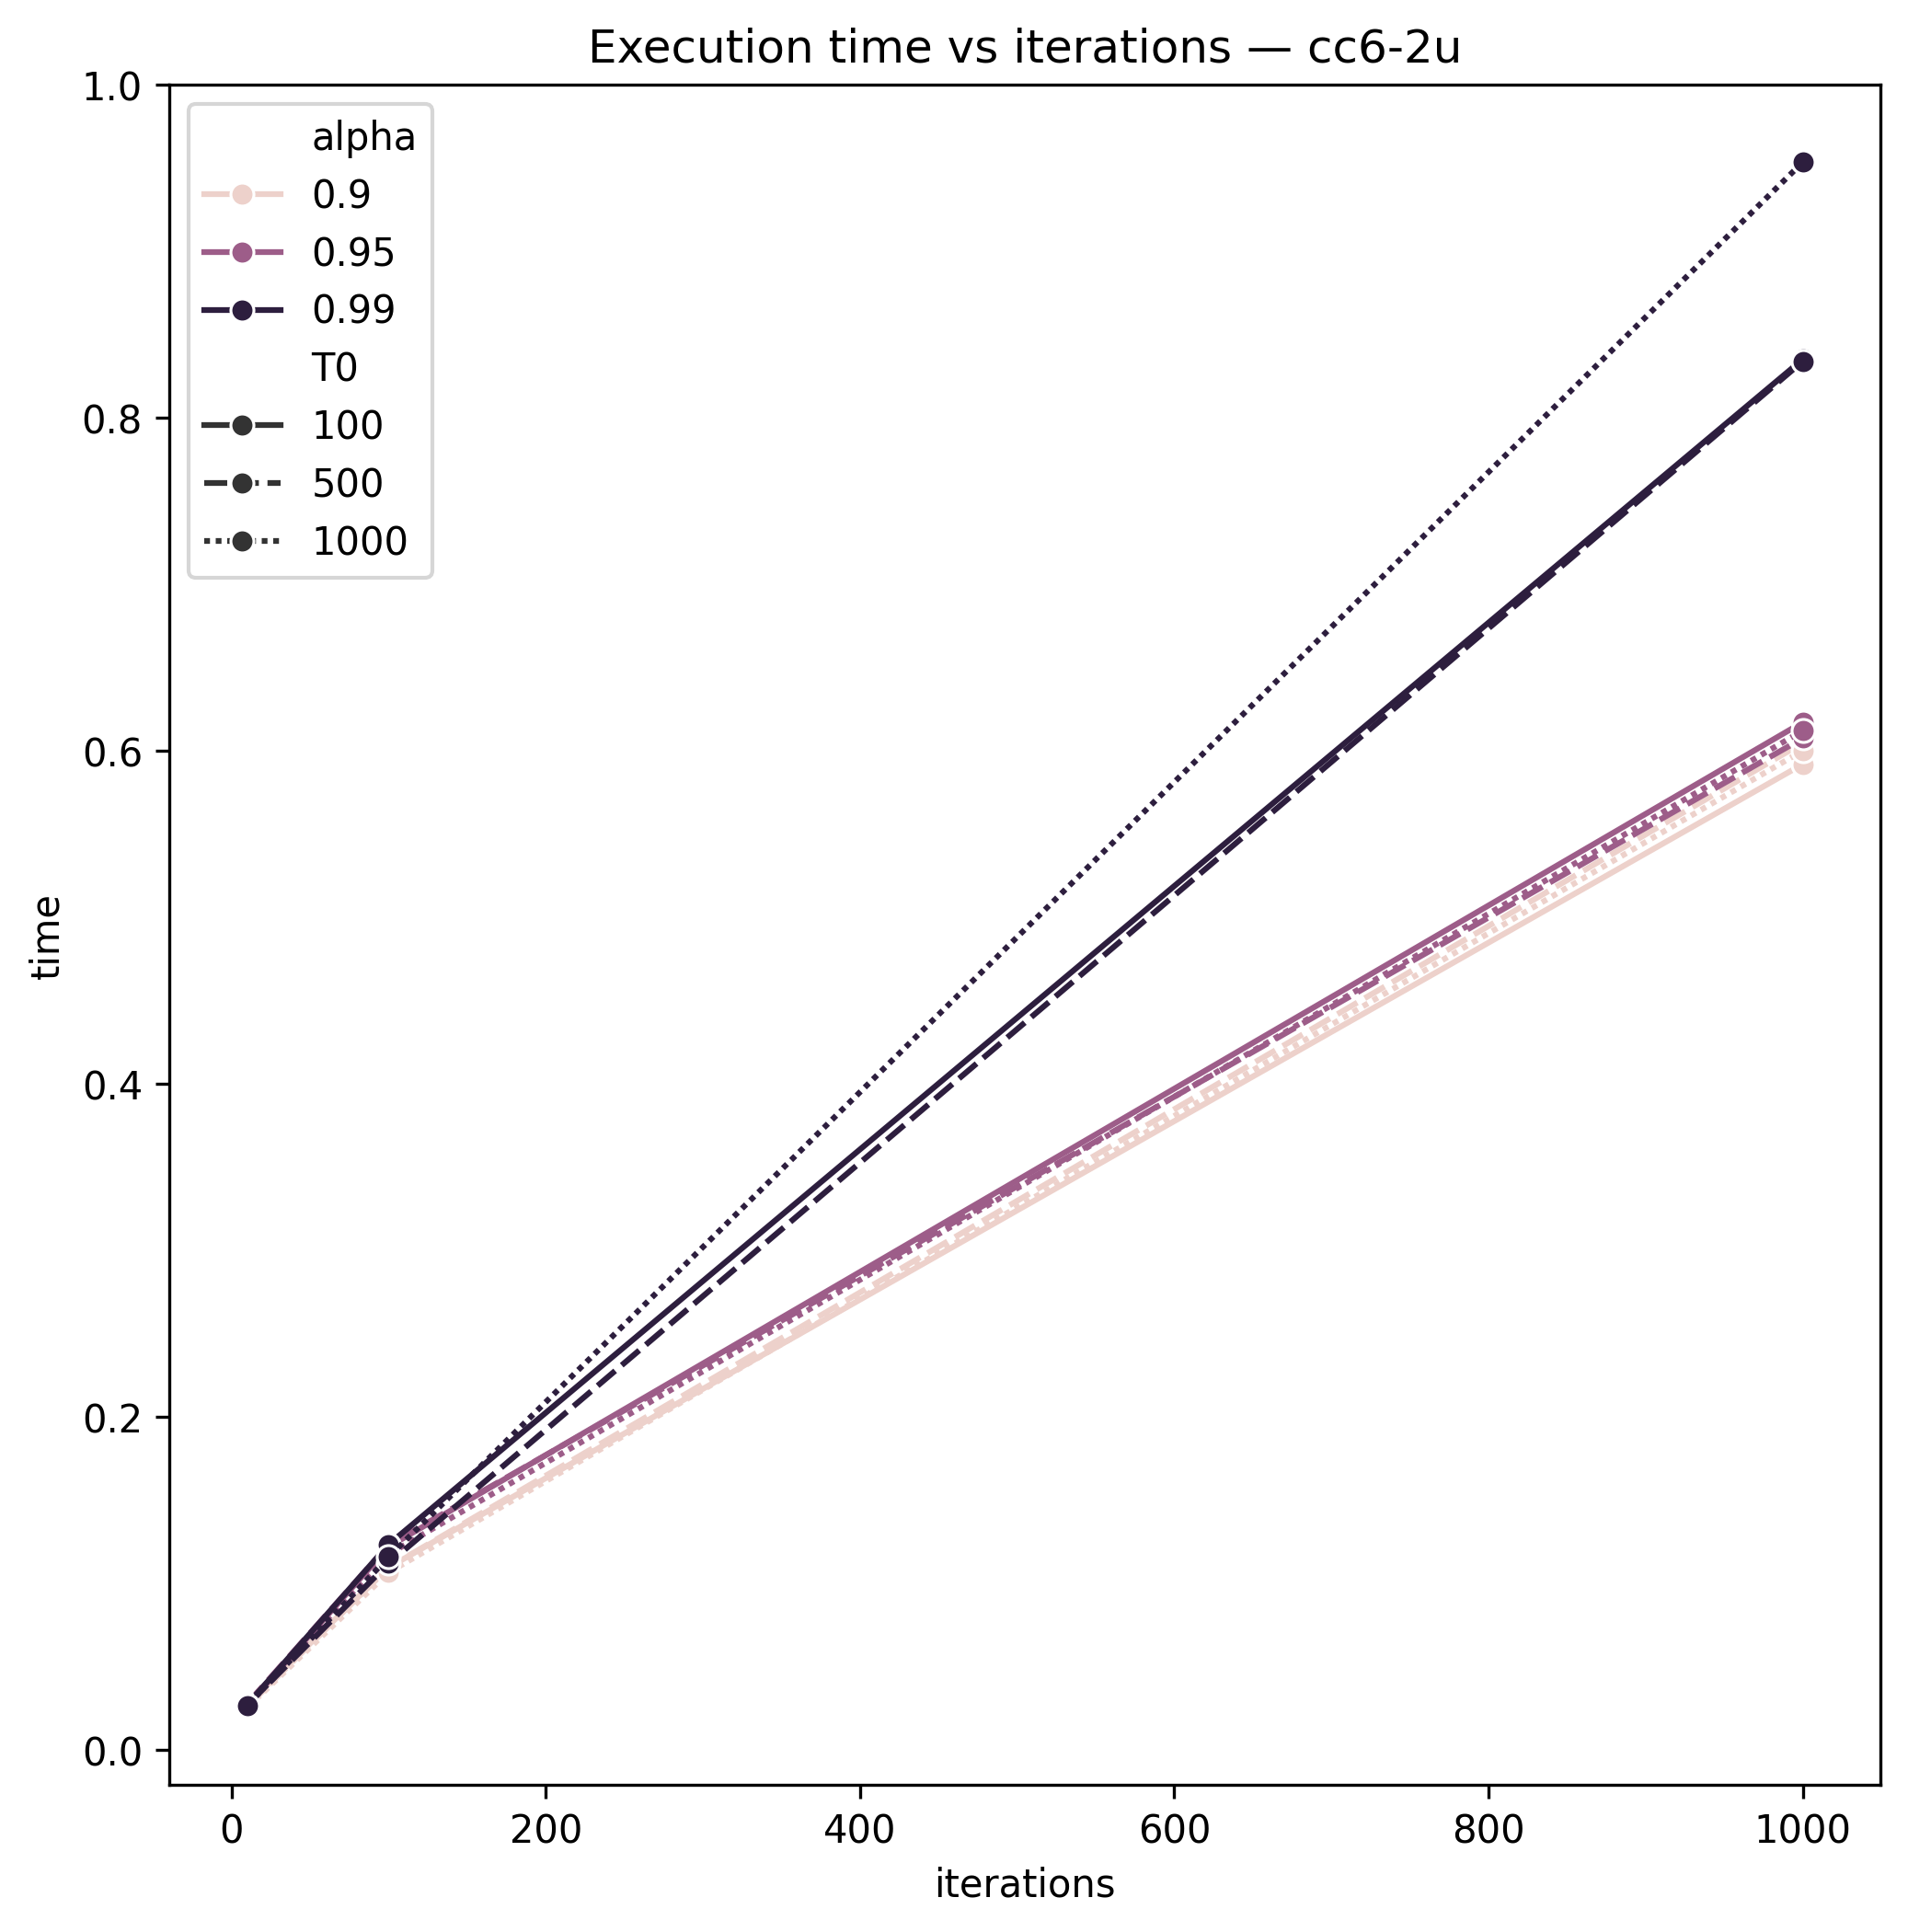 Execution time vs iterations — cc6-2u
1.0
0.8
0.6
0.4
0.2
0.0
time
alpha
0.9
0.95
0.99
T0
100
500
1000
0 200 400 600 800 1000
iterations